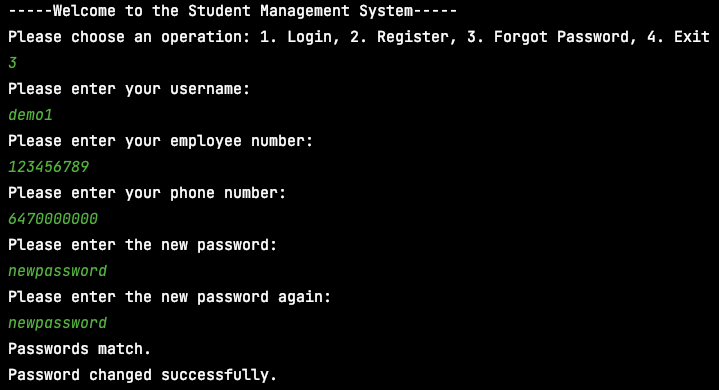 -----Welcome to the Student Management System-----
Please choose an operation: 1. Login, 2. Register, 3. Forgot Password, 4. Exit
3
Please enter your username:
demo1
Please enter your employee number:
123456789
Please enter your phone number:
6470000000
Please enter the new password:
newpassword
Please enter the new password again:
newpassword
Passwords match.
Password changed successfully.